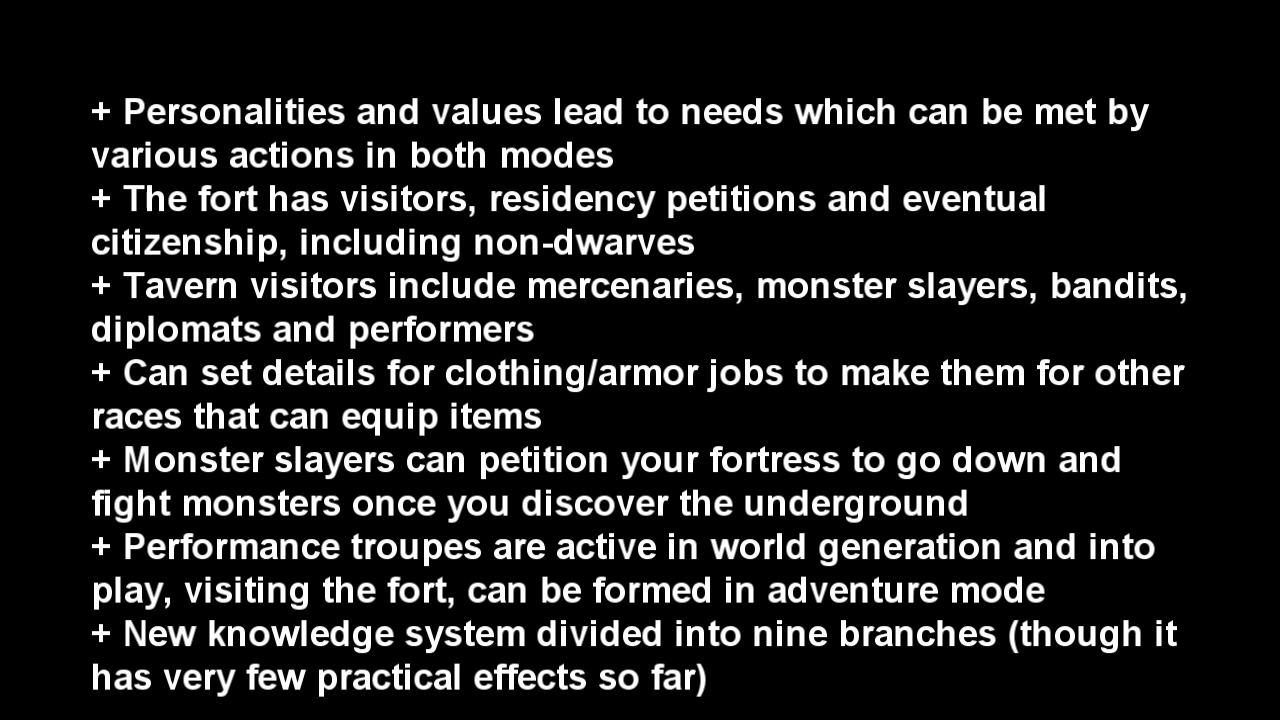 + Personalities and values lead to needs which can be met by
various actions in both modes
+ The fort has visitors, residency petitions and eventual
citizenship, including non-dwarves
+ Tavern visitors include mercenaries, monster slayers, bandits,
diplomats and performers
+ Can set details for clothing/armor jobs to make them for other
races that can equip items
+ Monster slayers can petition your fortress to go down and
fight monsters once you discover the underground
+ Performance troupes are active in world generation and into
play, visiting the fort, can be formed in adventure mode
+ New knowledge system divided into nine branches (though it
has very few practical effects so far)